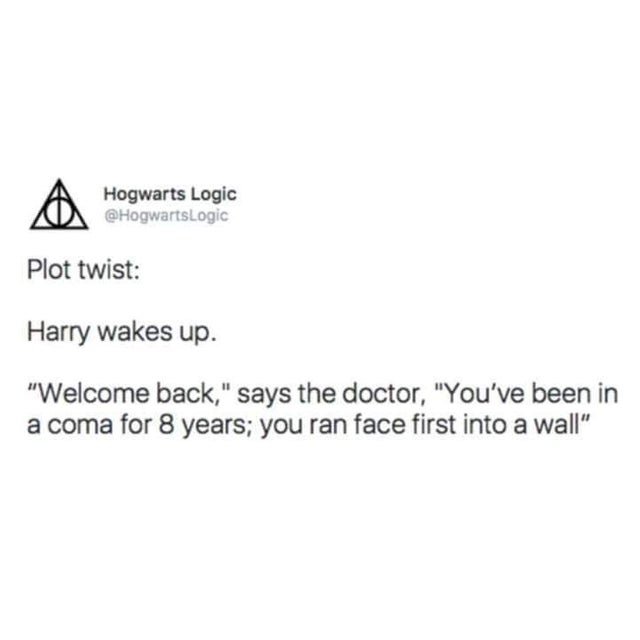 Hogwarts Logic
@HogwartsLogic
Plot twist:
Harry wakes up.
“Welcome back," says the doctor, "You’ve been in
a coma for 8 years; you ran face first into a wall”